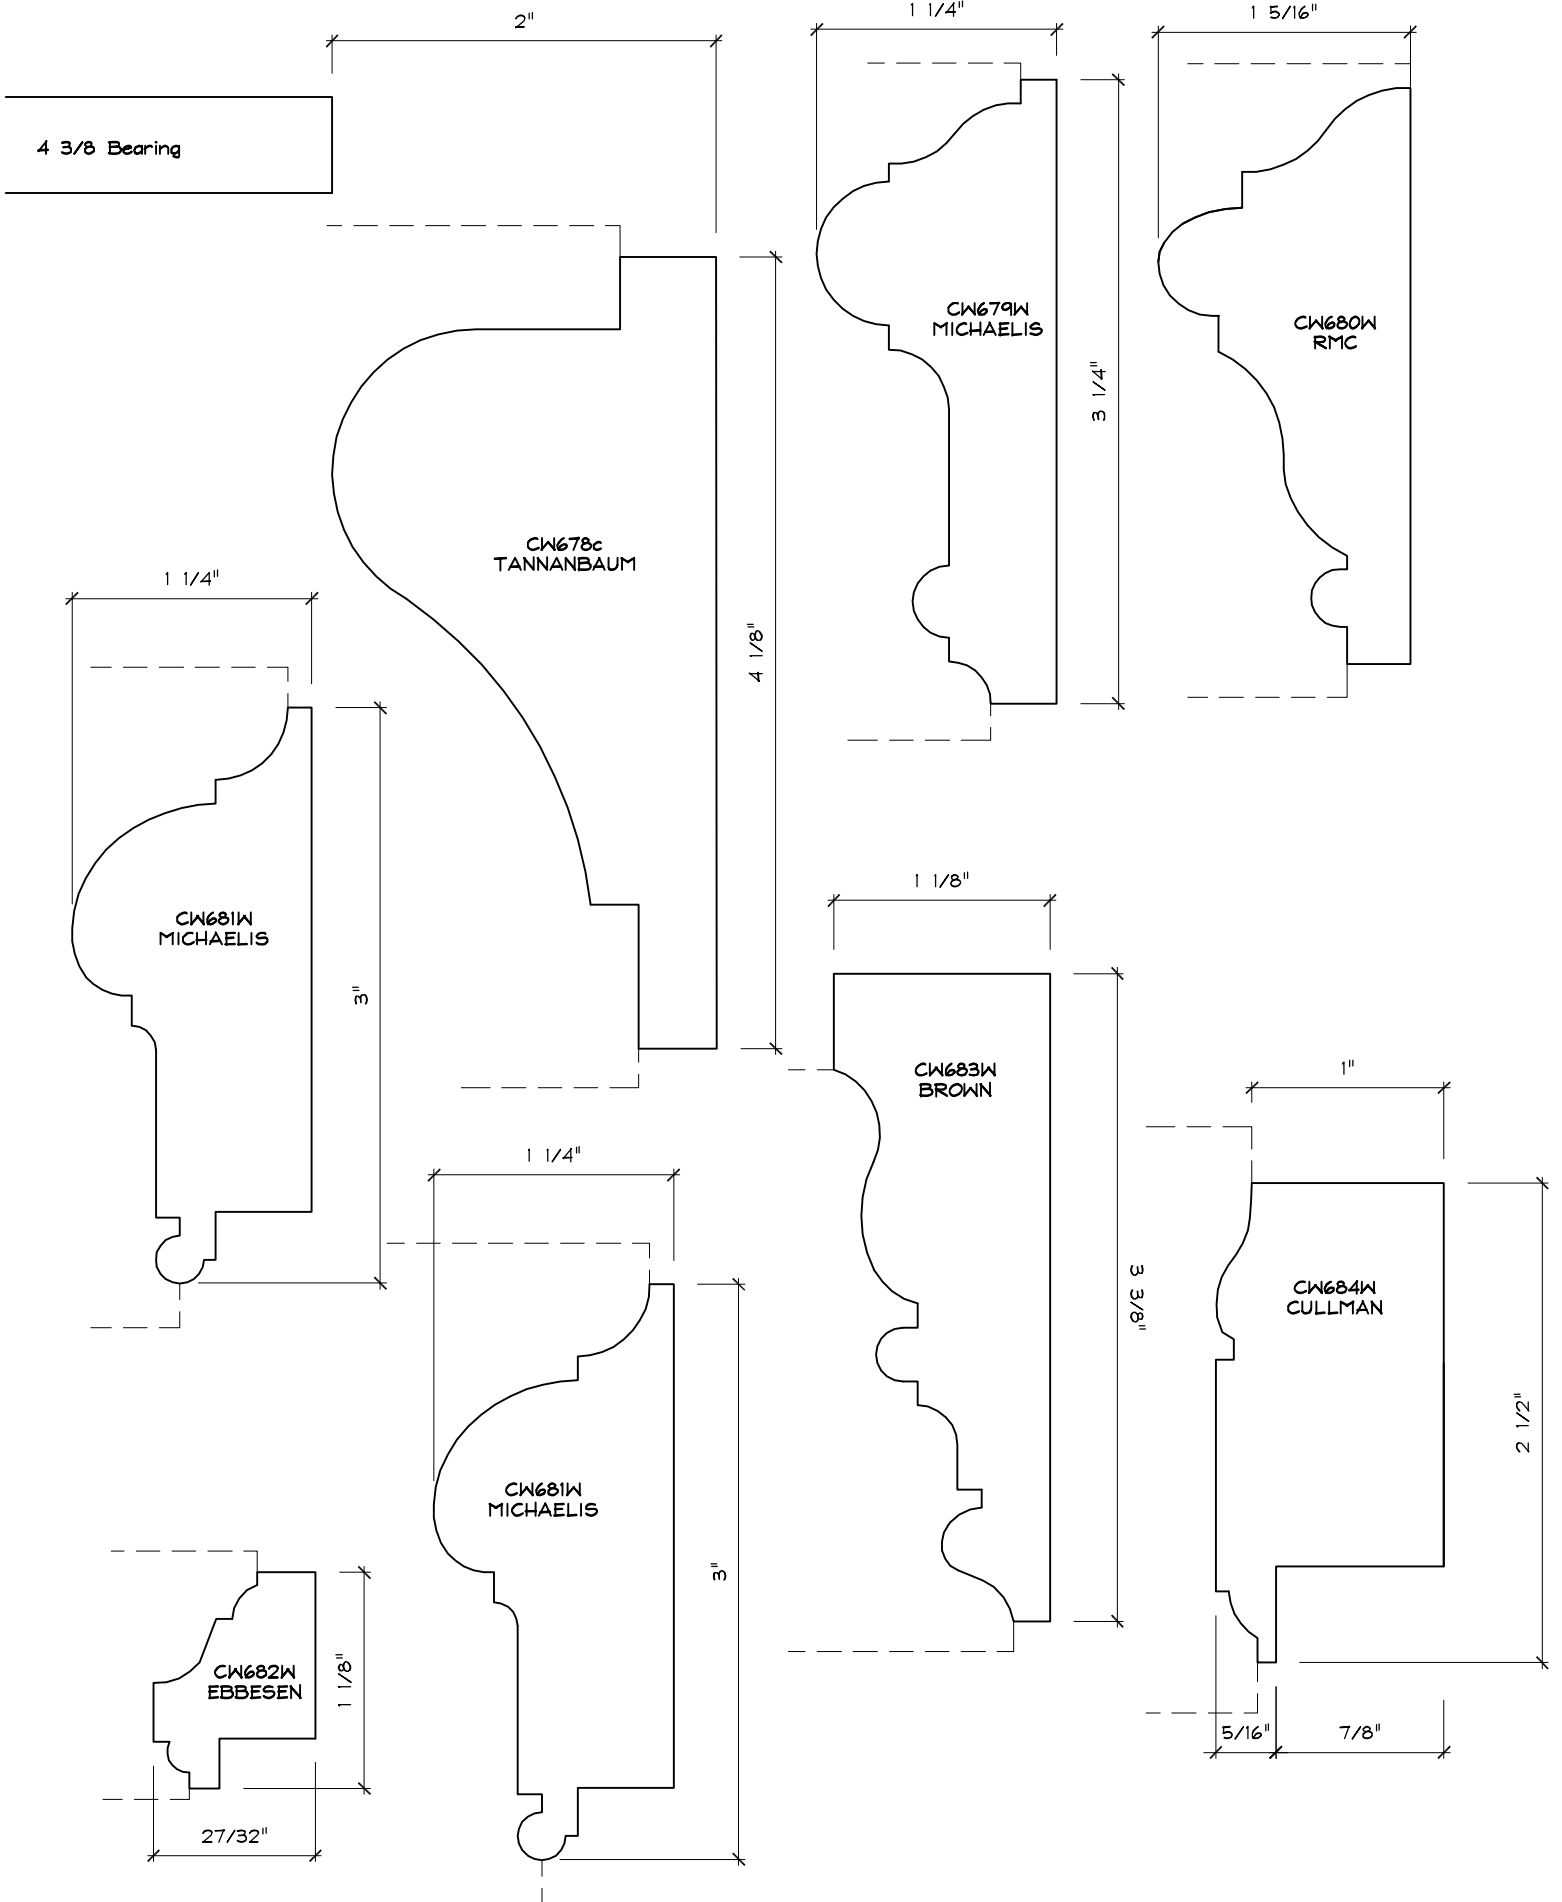 2"
1 1/4"
1 5/16"
4 3/8 Bearing
CW679W
MICHAELIS
CW680W
RMC
3 1/4"
CW678c
TANNANBAUM
1 1/4"
4 1/8"
CW681W
MICHAELIS
3"
1 1/8"
CW683W
BROWN
1"
1 1/4"
3 3/8"
CW684W
CULLMAN
2 1/2"
CW681W
MICHAELIS
3"
CW682W
EBBESEN
1 1/8"
5/16"
7/8"
27/32"